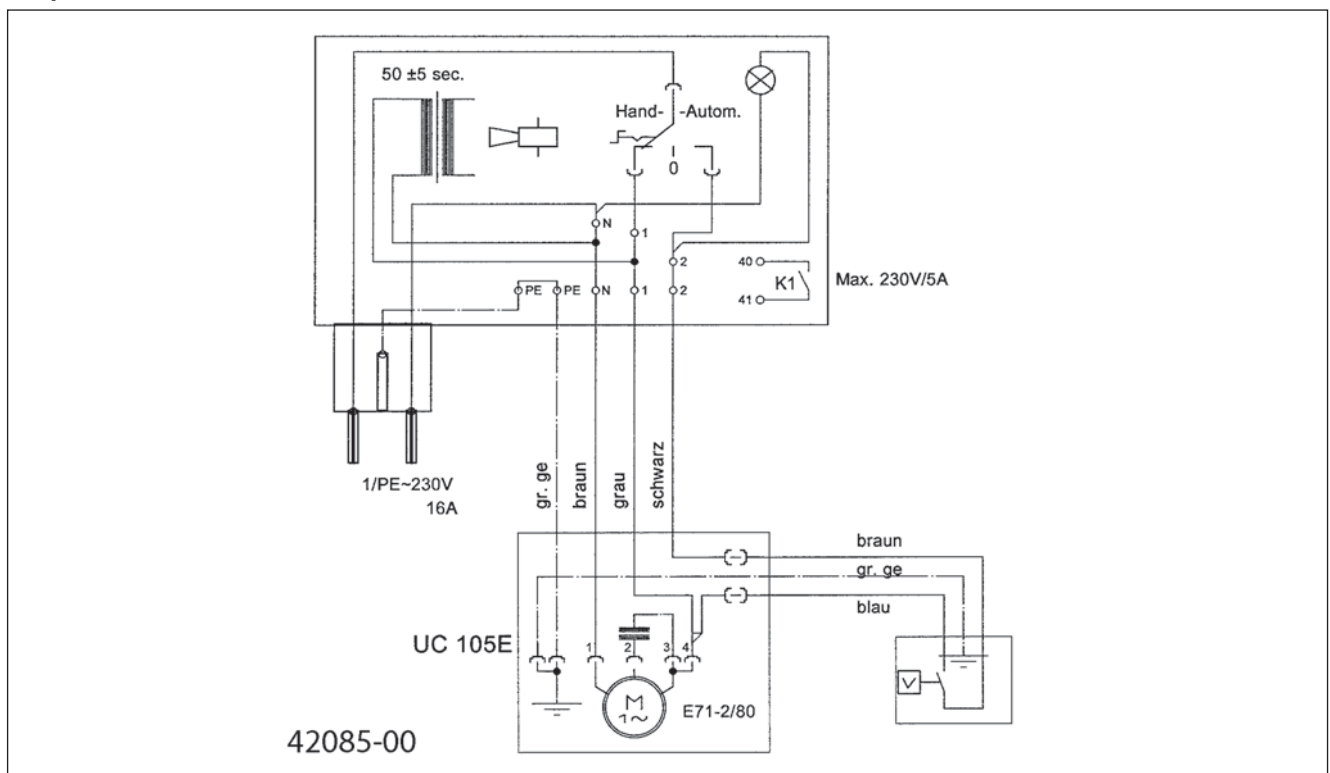 50 ±5 sec.
Hand- -Autom.
0
N
1
2
40
K1
Max. 230V/5A
41
PE
PE
N
1
2
1/PE~230V
16A
gr. ge
braun
grau
schwarz
braun
gr. ge
blau
UC 105E
1
2
3
4
M
1~
E71-2/80
V
42085-00